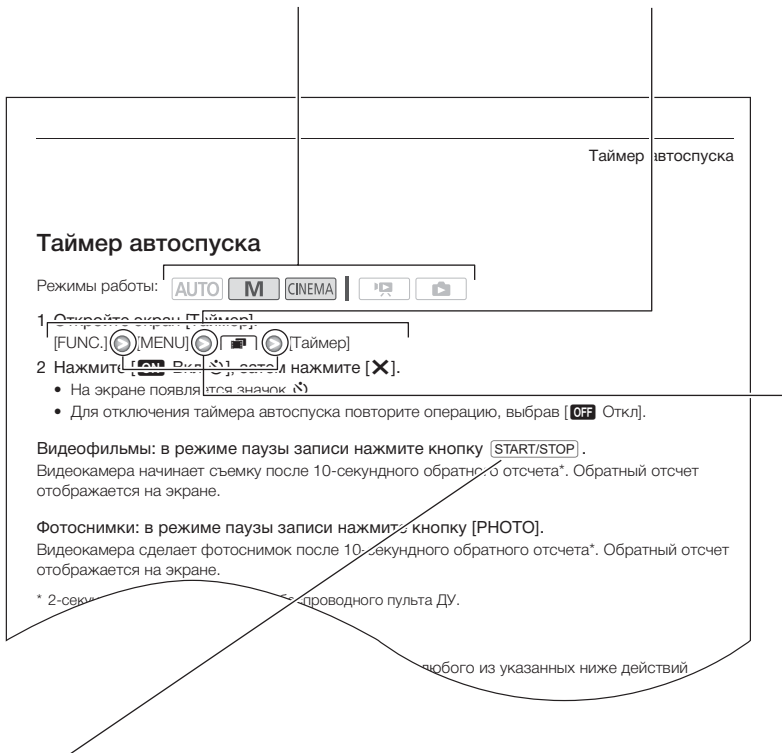 Таймер автоспуска
Таймер автоспуска
Режимы работы: AUTO M CINEMA
1 Откройте экран [Таймер].
[FUNC.] [MENU] [Таймер]
2 Нажмите [ON Вкл], затем нажмите [X].
• На экране появляется значок
• Для отключения таймера автоспуска повторите операцию, выбрав [OFF Откл].
Видеофильмы: в режиме паузы записи нажмите кнопку START/STOP.
Видеокамера начинает съемку после 10-секундного обратного отсчета*. Обратный отсчет
отображается на экране.
Фотоснимки: в режиме паузы записи нажмите кнопку [PHOTO].
Видеокамера сделает фотоснимок после 10-секундного обратного отсчета*. Обратный отсчет
отображается на экране.
* ДУ. пульта
любого из указанных ниже действий